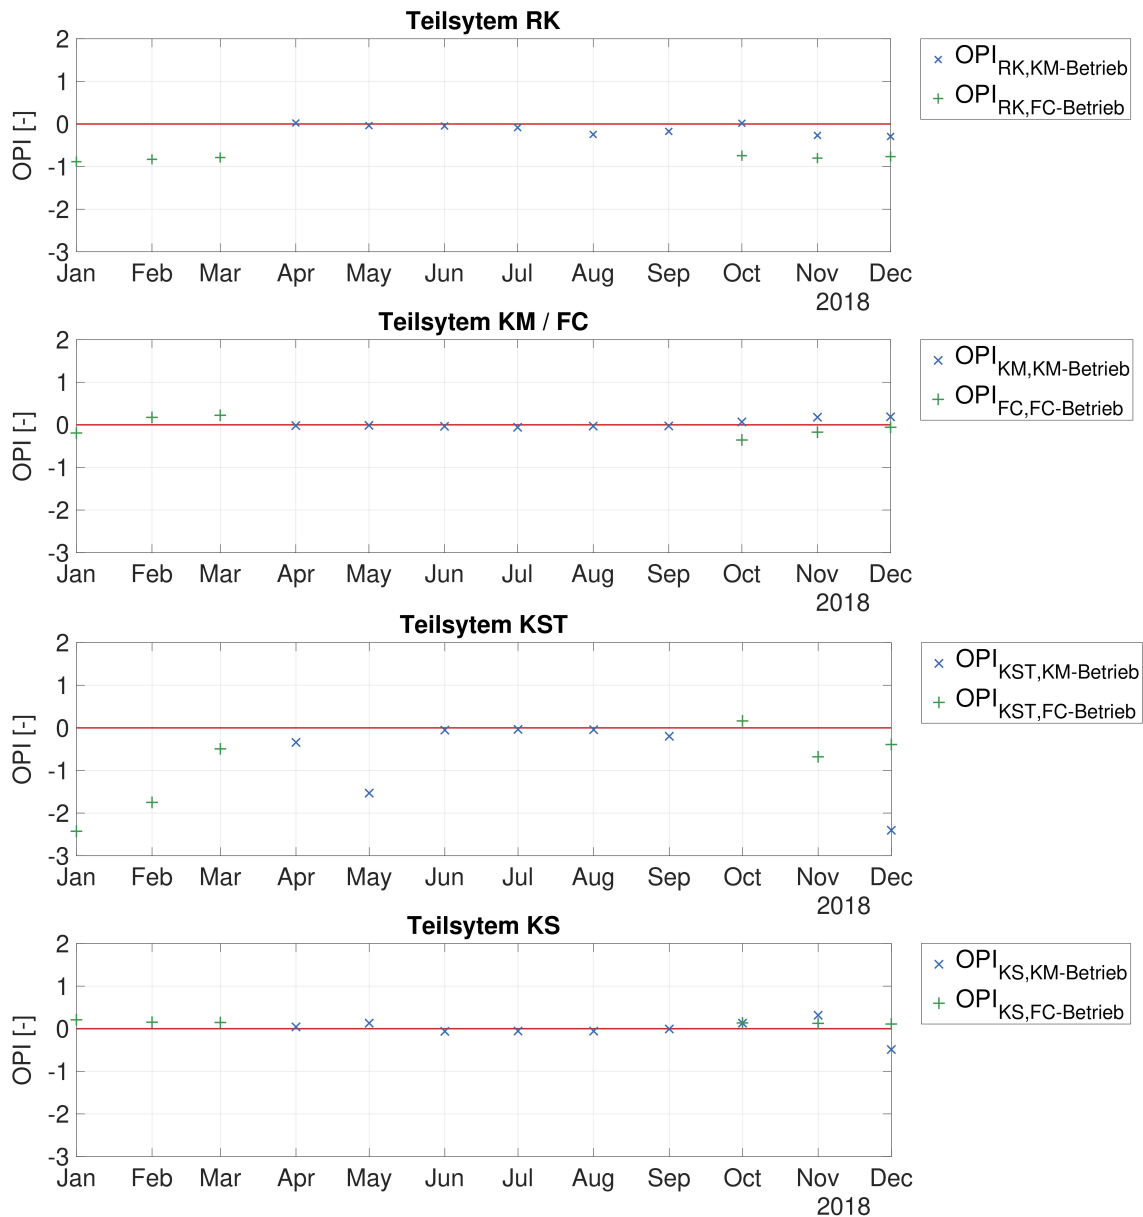 Teilsytem RK
2
1
0
-1
-2
-3
OPI [-]
Jan Feb Mar Apr May Jun Jul Aug Sep Oct Nov Dec
2018
OPI RK,KM-Betrieb
OPI RK,FC-Betrieb
Teilsytem KM / FC
2
1
0
-1
-2
-3
OPI [-]
Jan Feb Mar Apr May Jun Jul Aug Sep Oct Nov Dec
2018
OPI KM,KM-Betrieb
OPI FC,FC-Betrieb
Teilsytem KST
2
1
0
-1
-2
-3
OPI [-]
Jan Feb Mar Apr May Jun Jul Aug Sep Oct Nov Dec
2018
OPI KST,KM-Betrieb
OPI KST,FC-Betrieb
Teilsytem KS
2
1
0
-1
-2
-3
OPI [-]
Jan Feb Mar Apr May Jun Jul Aug Sep Oct Nov Dec
2018
OPI KS,KM-Betrieb
OPI KS,FC-Betrieb